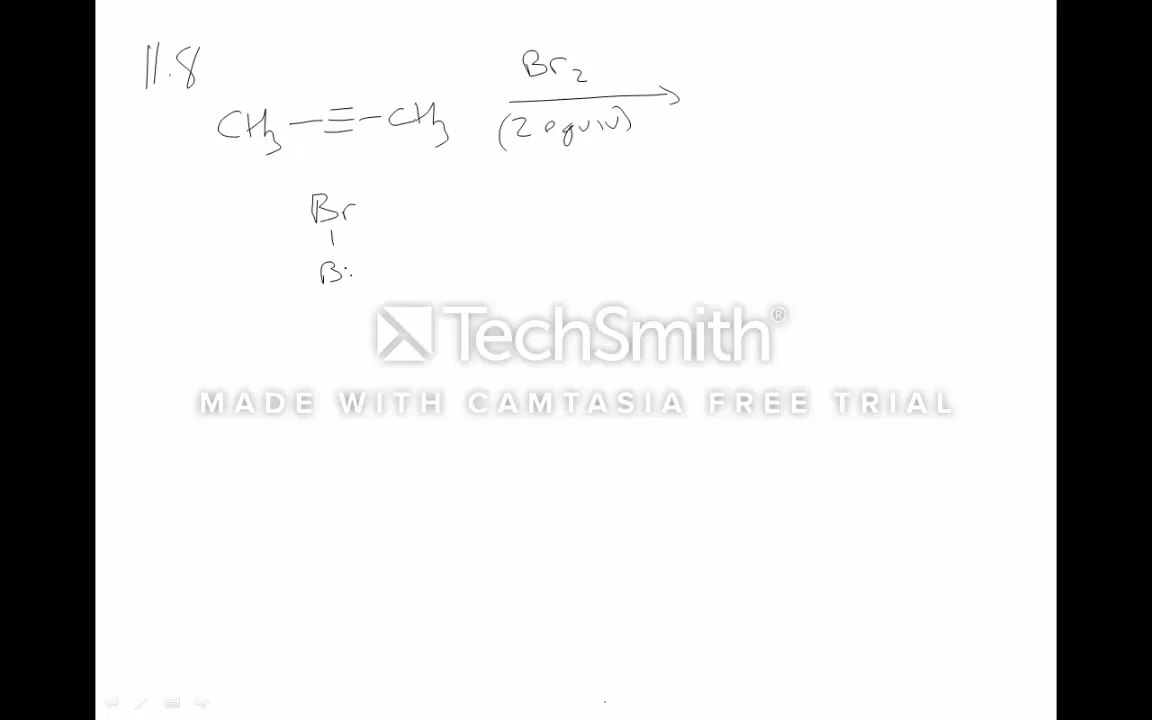 11.8
Br2
CH3 — ≡ — CH3
(2 equiv)
Br
Br
TechSmith®
MADE WITH CAMTASIA FREE TRIAL